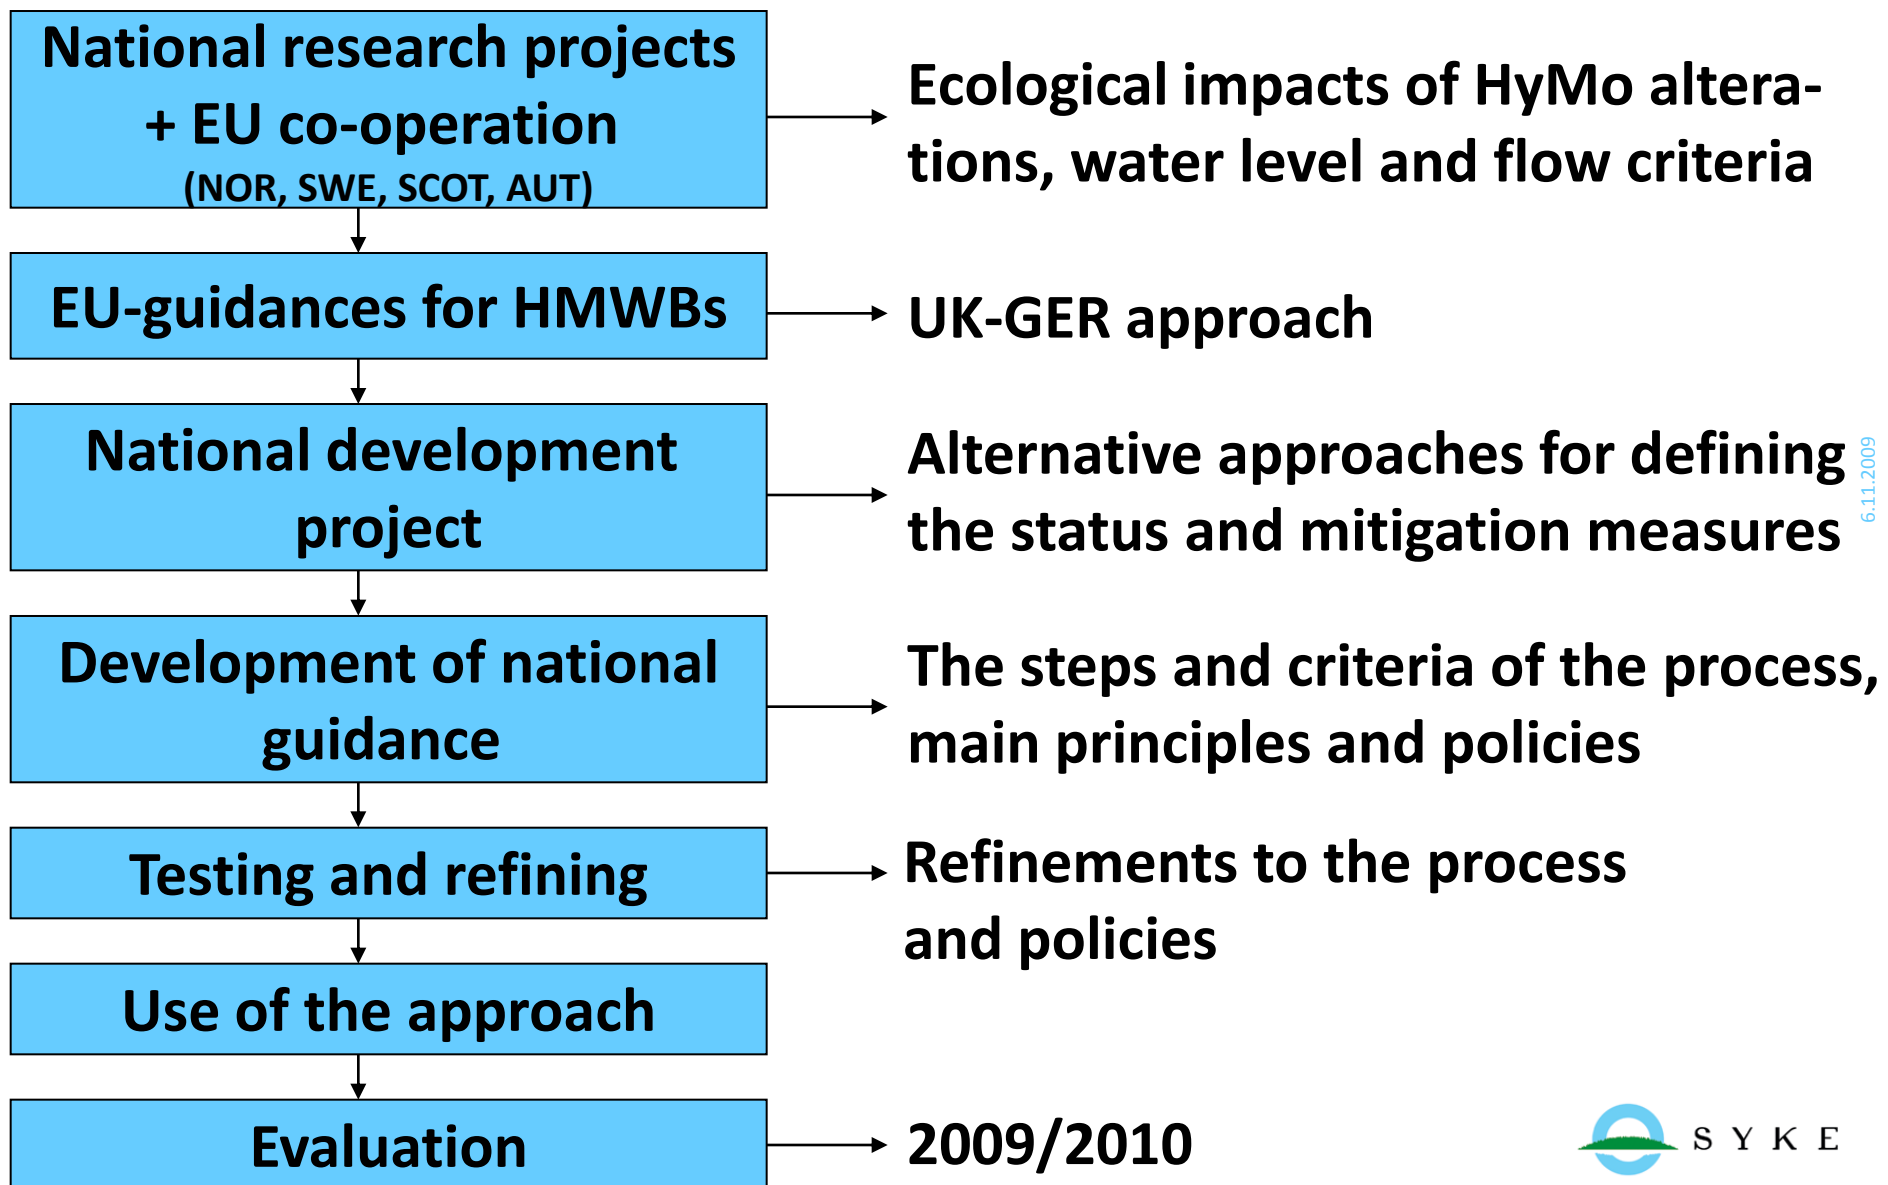 National research projects
+ EU co-operation
(NOR, SWE, SCOT, AUT)
Ecological impacts of HyMo altera-
tions, water level and flow criteria
EU-guidances for HMWBs
UK-GER approach
National development
project
Alternative approaches for defining
the status and mitigation measures
6.11.2009
Development of national
guidance
The steps and criteria of the process,
main principles and policies
Testing and refining
Refinements to the process
and policies
Use of the approach
Evaluation
2009/2010
SYKE